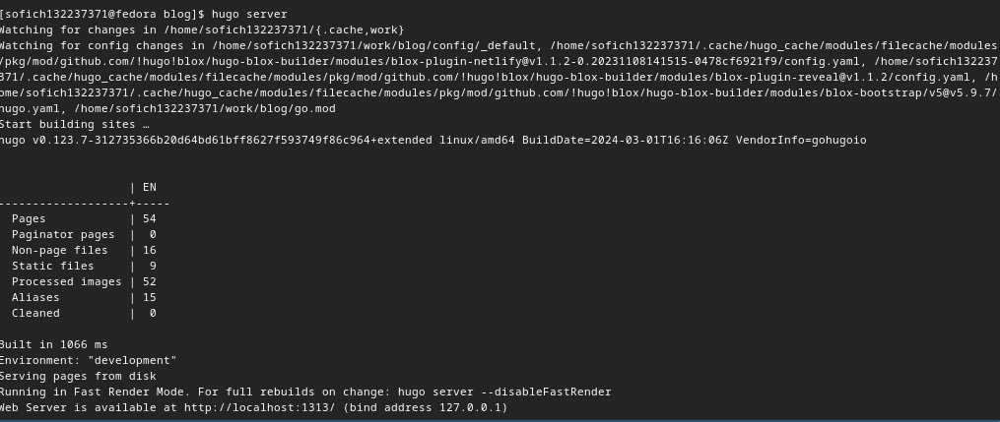 [sofich132237371@fedora blog]$ hugo server
Watching for changes in /home/sofich132237371/{.cache,work}
Watching for config changes in /home/sofich132237371/work/blog/config/_default, /home/sofich132237371/.cache/hugo_cache/modules/filecache/modules
/pkg/mod/github.com/!hugo!blox/hugo-blox-builder/modules/blox-plugin-netlify@v1.1.2-0.20231108141515-0478cf6921f9/config.yaml, /home/sofich132237
371/.cache/hugo_cache/modules/filecache/modules/pkg/mod/github.com/!hugo!blox/hugo-blox-builder/modules/blox-plugin-reveal@v1.1.2/config.yaml, /h
ome/sofich132237371/.cache/hugo_cache/modules/filecache/modules/pkg/mod/github.com/!hugo!blox/hugo-blox-builder/modules/blox-bootstrap/v5@v5.9.7/
hugo.yaml, /home/sofich132237371/work/blog/go.mod
Start building sites …
hugo v0.123.7-312735366b20d64bd61bff8627f593749f86c964+extended linux/amd64 BuildDate=2024-03-01T16:16:06Z VendorInfo=gohugoio
                   | EN
-------------------+-----
  Pages            | 54
  Paginator pages  |  0
  Non-page files   | 16
  Static files     |  9
  Processed images | 52
  Aliases          | 15
  Cleaned          |  0
Built in 1066 ms
Environment: "development"
Serving pages from disk
Running in Fast Render Mode. For full rebuilds on change: hugo server --disableFastRender
Web Server is available at http://localhost:1313/ (bind address 127.0.0.1)